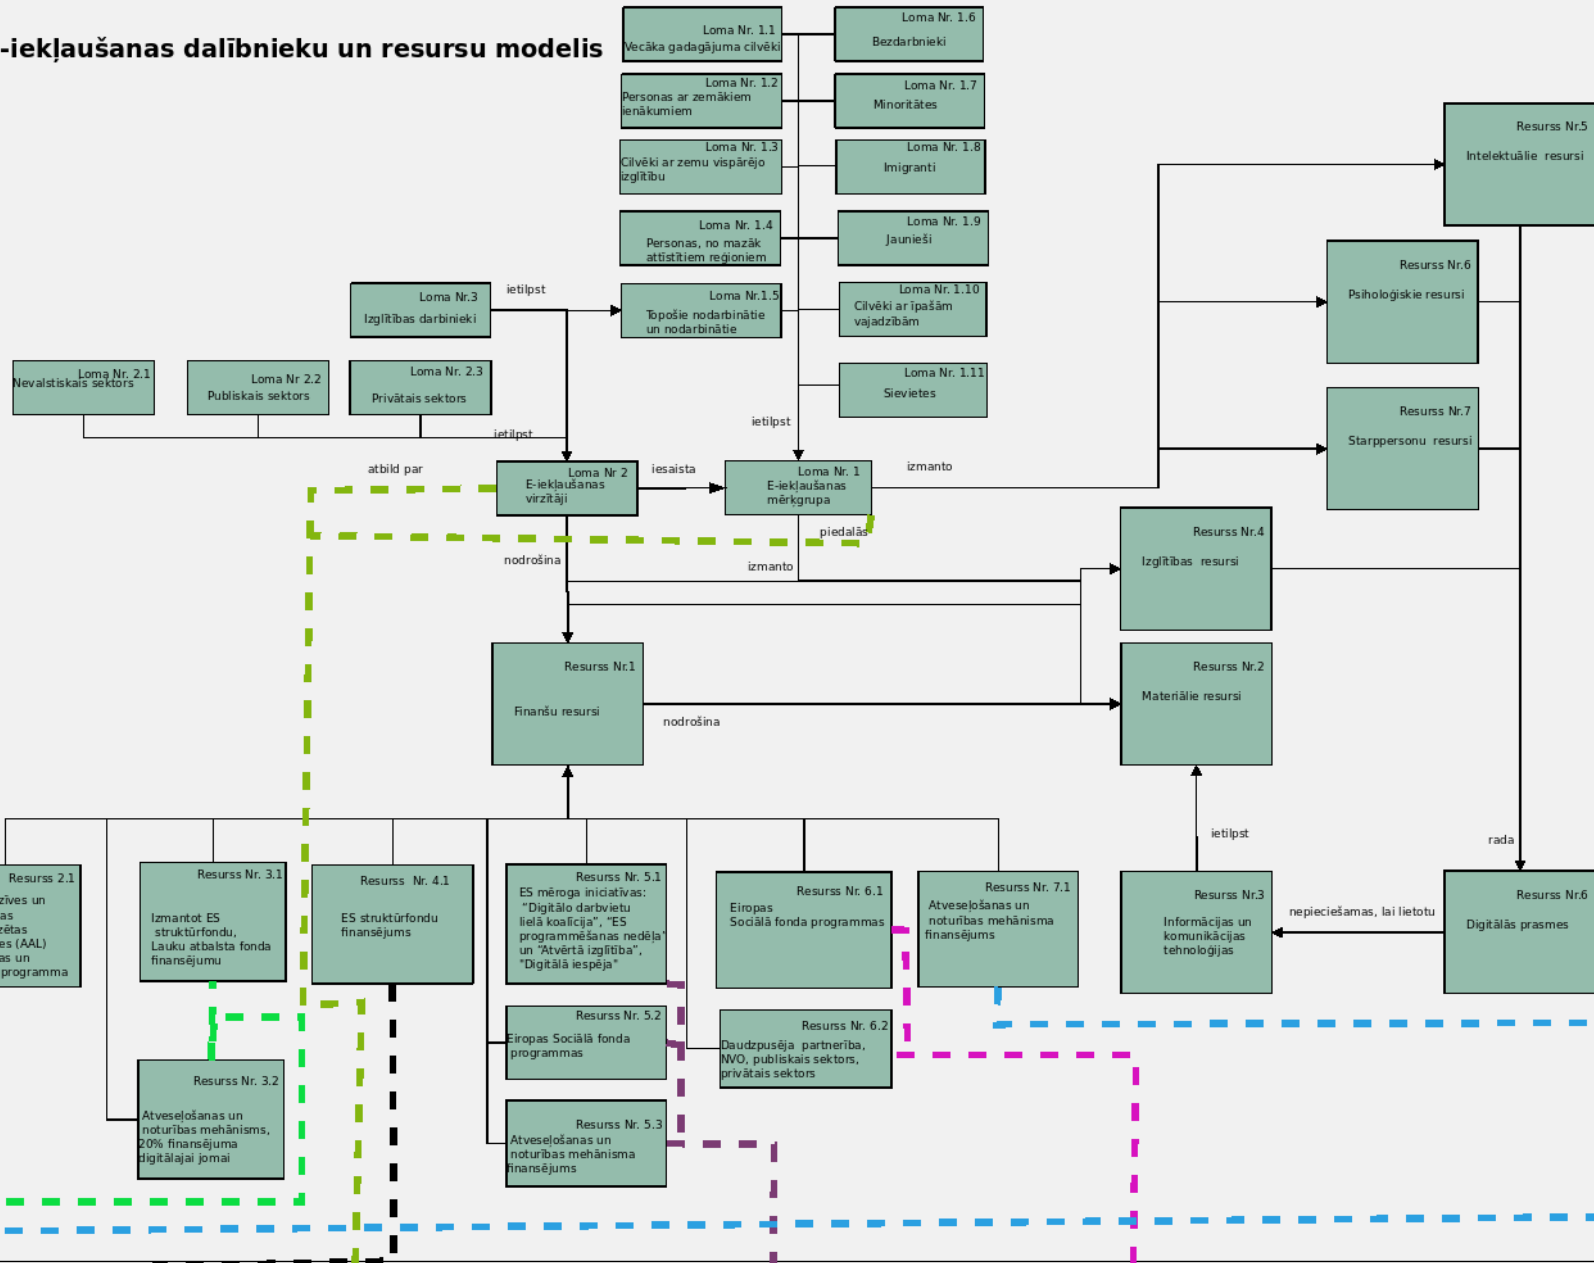 -iekļaušanas dalībnieku un resursu modelis
Loma Nr. 1.1
Vecāka gadagājuma cilvēki
Loma Nr. 1.6
Bezdarbnieki
Loma Nr. 1.2
Personas ar zemākiem
ienākumiem
Loma Nr. 1.7
Minoritātes
Loma Nr. 1.3
Cilvēki ar zemu vispārējo
izglītību
Loma Nr. 1.8
Imigranti
Loma Nr. 1.4
Personas, no mazāk
attīstītiem reģioniem
Loma Nr. 1.9
Jaunieši
Loma Nr.1.5
Topošie nodarbinātie
un nodarbinātie
Loma Nr. 1.10
Cilvēki ar īpašām
vajadzībām
Loma Nr. 1.11
Sievietes
Loma Nr.3
Izglītības darbinieki
ietilpst
Loma Nr. 2.1
Nevalstiskais sektors
Loma Nr 2.2
Publiskais sektors
Loma Nr. 2.3
Privātais sektors
ietilpst
ietilpst
atbild par
Loma Nr 2
E-iekļaušanas
virzītāji
iesaista
Loma Nr. 1
E-iekļaušanas
mērķgrupa
izmanto
piedalās
nodrošina
izmanto
Resurss Nr.5
Intelektuālie resursi
Resurss Nr.6
Psiholoģiskie resursi
Resurss Nr.7
Starppersonu resursi
Resurss Nr.4
Izglītības resursi
Resurss Nr.1
Finanšu resursi
nodrošina
Resurss Nr.2
Materiālie resursi
ietilpst
rada
Resurss 2.1
zīves un
as
zētas
es (AAL)
as un
programma
Resurss Nr. 3.1
Izmantot ES
struktūrfondu,
Lauku atbalsta fonda
finansējumu
Resurss Nr. 4.1
ES struktūrfondu
finansējums
Resurss Nr. 5.1
ES mēroga iniciatīvas:
“Digitālo darbvietu
lielā koalīcija”, “ES
programmēšanas nedēļa"
un “Atvērtā izglītība”,
"Digitālā iespēja"
Resurss Nr. 6.1
Eiropas
Sociālā fonda programmas
Resurss Nr. 7.1
Atveseļošanas un
noturības mehānisma
finansējums
Resurss Nr.3
Informācijas un
komunikācijas
tehnoloģijas
nepieciešamas, lai lietotu
Resurss Nr.6
Digitālās prasmes
Resurss Nr. 5.2
Eiropas Sociālā fonda
programmas
Resurss Nr. 6.2
Daudzpusēja partnerība,
NVO, publiskais sektors,
privātais sektors
Resurss Nr. 3.2
Atveseļošanas un
noturības mehānisms,
20% finansējuma
digitālajai jomai
Resurss Nr. 5.3
Atveseļošanas un
noturības mehānisma
finansējums